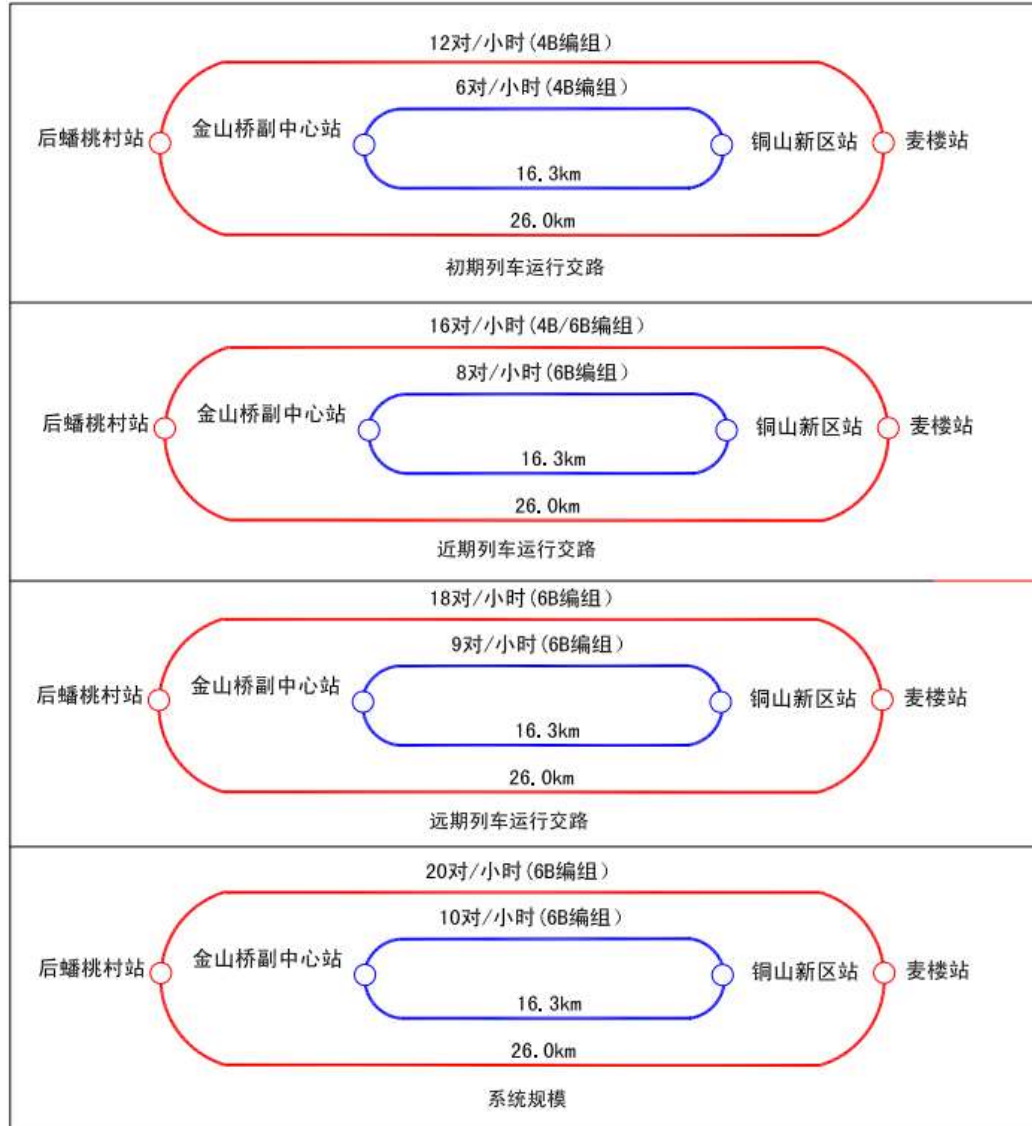 12对/小时(4B编组)
6对/小时(4B编组)
后蟠桃村站
金山桥副中心站
铜山新区站
麦楼站
16.3km
26.0km
初期列车运行交路
16对/小时(4B/6B编组)
8对/小时(6B编组)
后蟠桃村站
金山桥副中心站
铜山新区站
麦楼站
16.3km
26.0km
近期列车运行交路
18对/小时(6B编组)
9对/小时(6B编组)
后蟠桃村站
金山桥副中心站
铜山新区站
麦楼站
16.3km
26.0km
远期列车运行交路
20对/小时(6B编组)
10对/小时(6B编组)
后蟠桃村站
金山桥副中心站
铜山新区站
麦楼站
16.3km
26.0km
系统规模